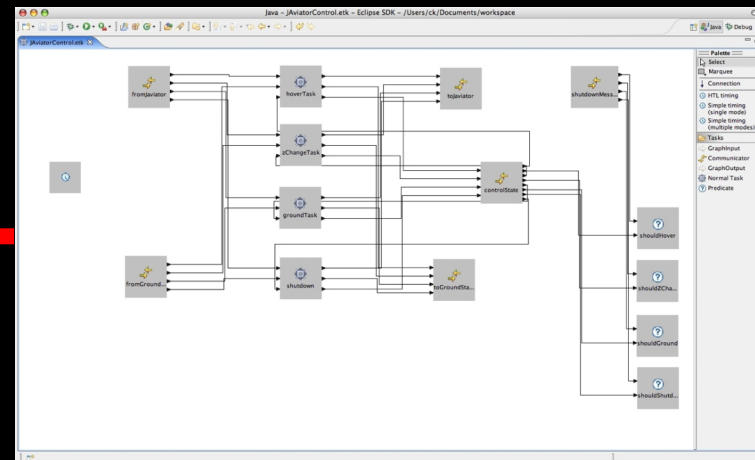 Java - JAviatorControl.etk - Eclipse SDK - /Users/ck/Documents/workspace
Java
Debug
JAviatorControl.etk
Palette
Select
Marquee
Connection
HTL timing
Simple timing
(single mode)
Simple timing
(multiple modes)
Tasks
GraphInput
Communicator
GraphOutput
Normal Task
Predicate
fromJaviator
hoverTask
toJaviator
shutdownMess...
zChangeTask
controlState
groundTask
shouldHover
fromGround...
shutdown
toGroundSta...
shouldZCha...
shouldGround
shouldShutd...